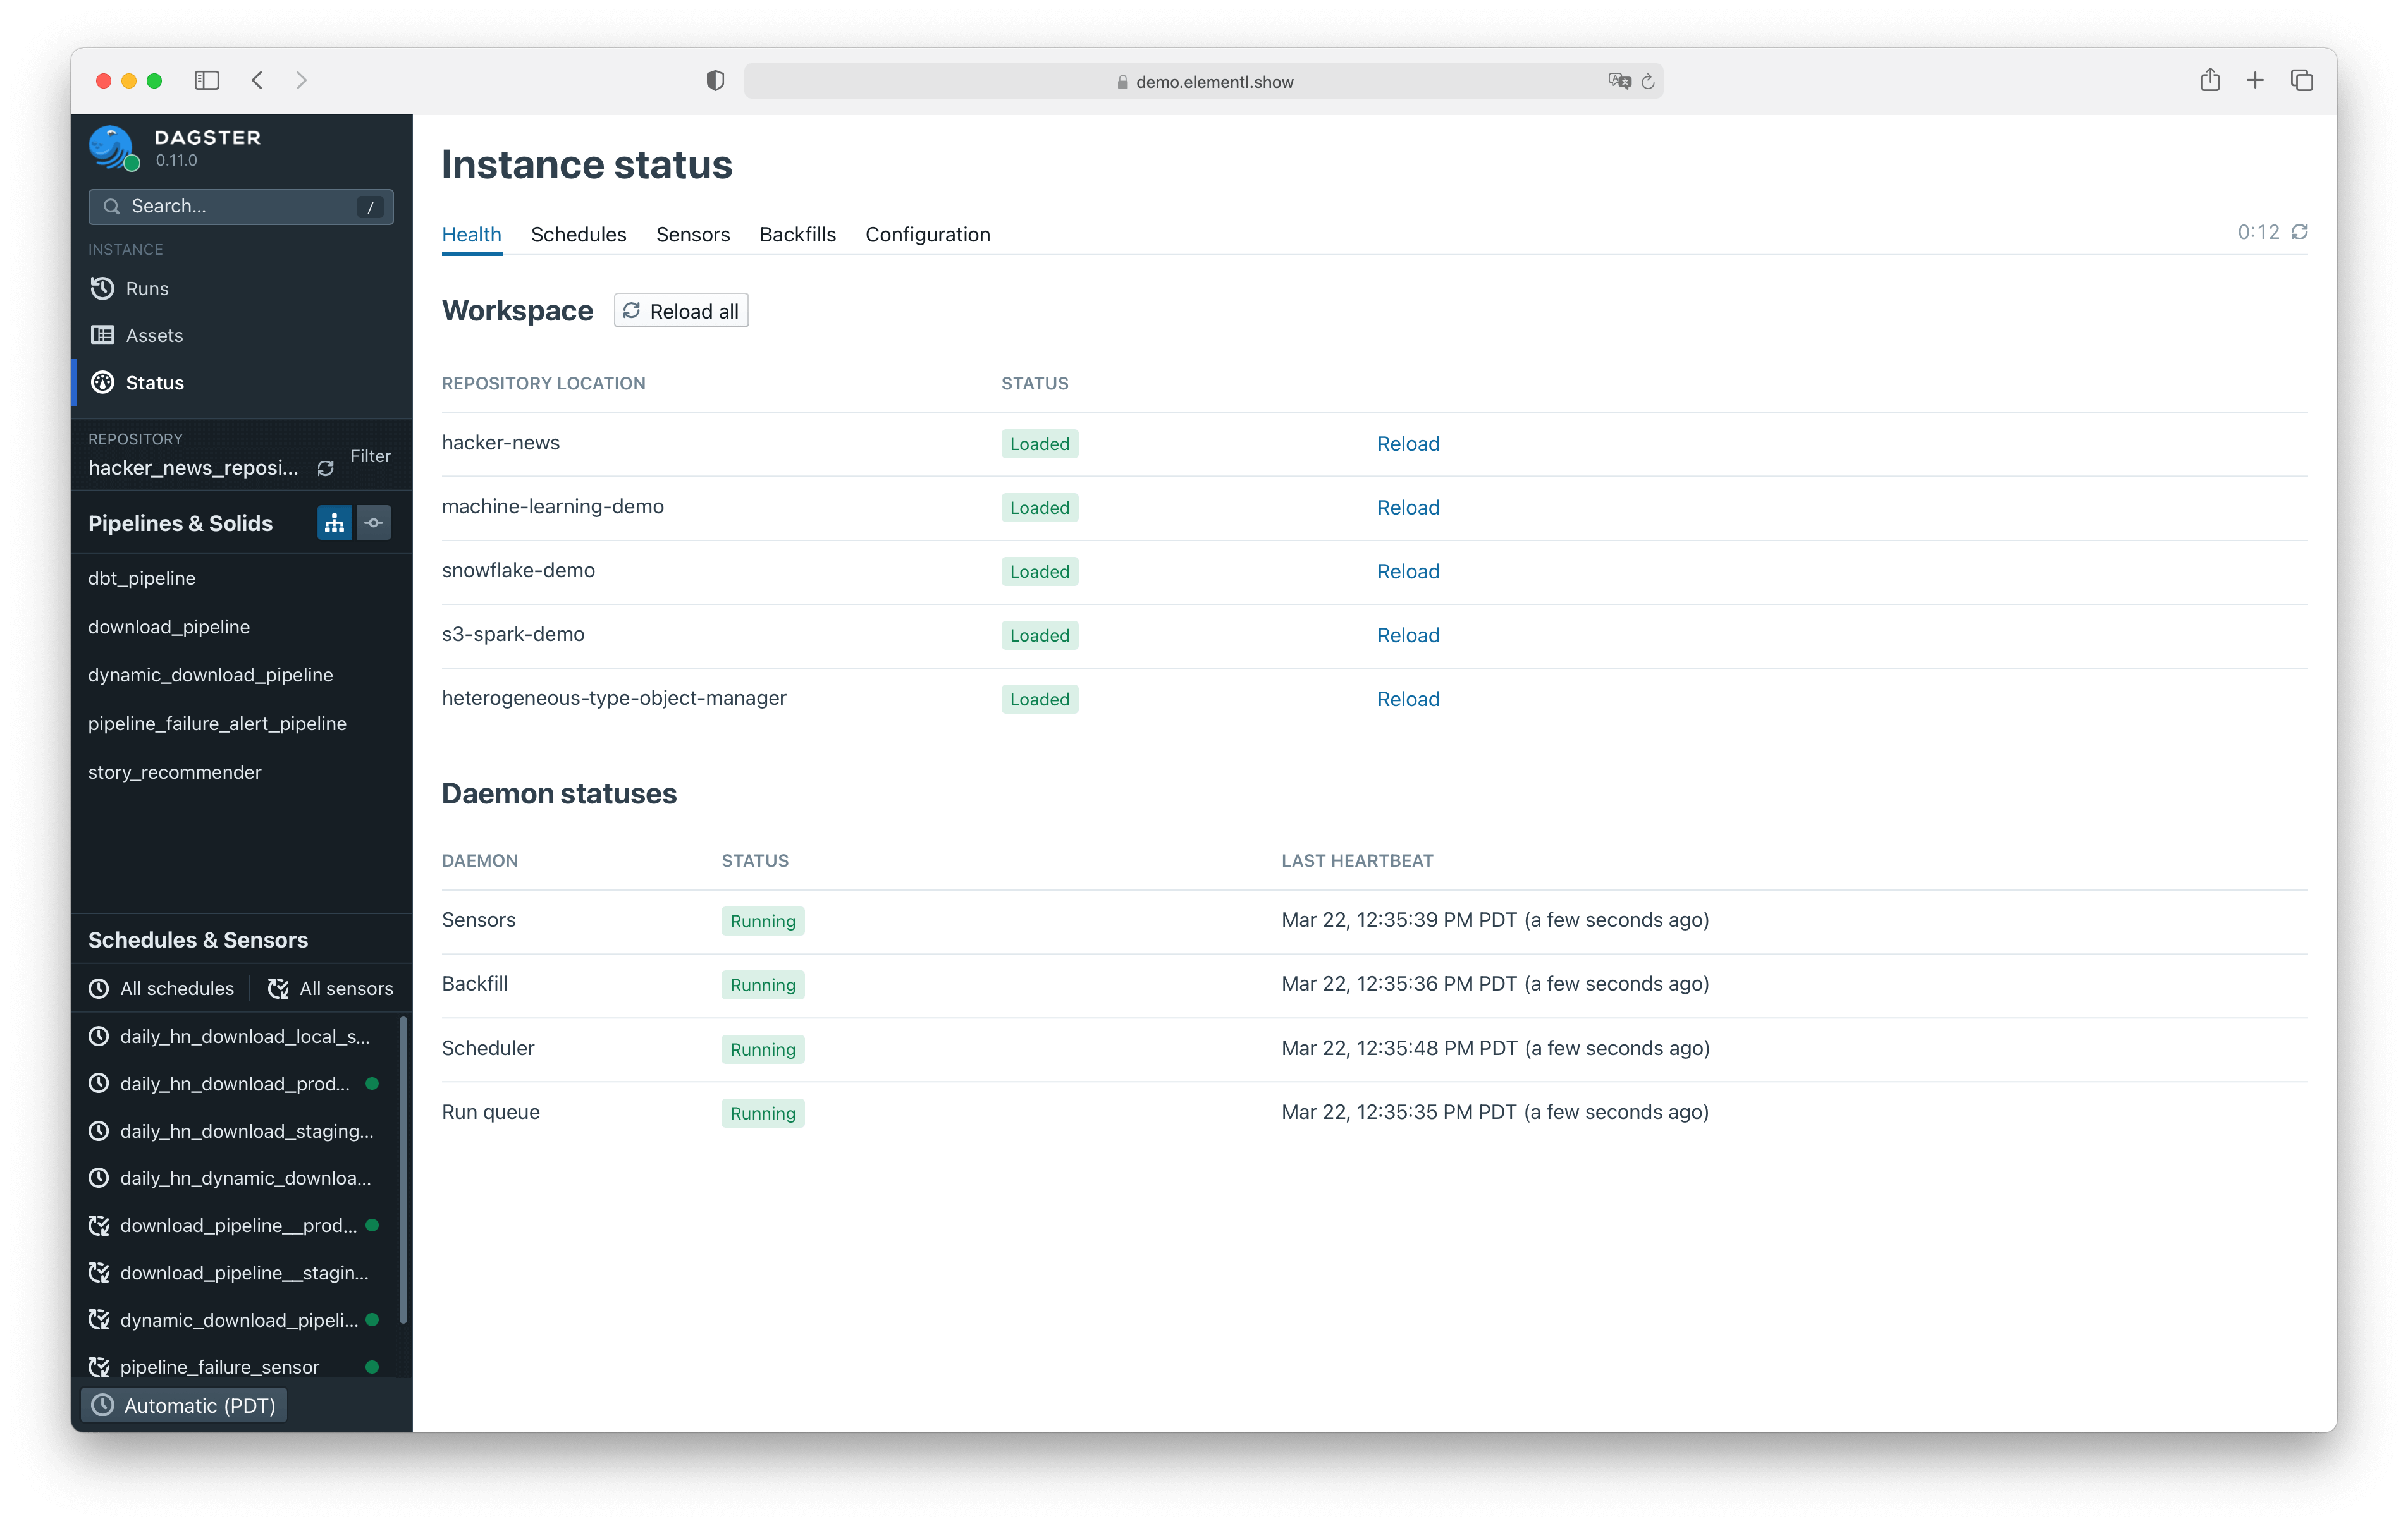 demo.elementl.show
DAGSTER
0.11.0
Search...
/
INSTANCE
Runs
Assets
Status
REPOSITORY
hacker_news_reposi...
Filter
Pipelines & Solids
dbt_pipeline
download_pipeline
dynamic_download_pipeline
pipeline_failure_alert_pipeline
story_recommender
Schedules & Sensors
All schedules
All sensors
daily_hn_download_local_s...
daily_hn_download_prod...
daily_hn_download_staging...
daily_hn_dynamic_downloa...
download_pipeline__prod...
download_pipeline__stagin...
dynamic_download_pipeli...
pipeline_failure_sensor
Automatic (PDT)
Instance status
Health Schedules Sensors Backfills Configuration
0:12
Workspace
Reload all
REPOSITORY LOCATION STATUS
hacker-news Loaded Reload
machine-learning-demo Loaded Reload
snowflake-demo Loaded Reload
s3-spark-demo Loaded Reload
heterogeneous-type-object-manager Loaded Reload
Daemon statuses
DAEMON STATUS LAST HEARTBEAT
Sensors Running Mar 22, 12:35:39 PM PDT (a few seconds ago)
Backfill Running Mar 22, 12:35:36 PM PDT (a few seconds ago)
Scheduler Running Mar 22, 12:35:48 PM PDT (a few seconds ago)
Run queue Running Mar 22, 12:35:35 PM PDT (a few seconds ago)